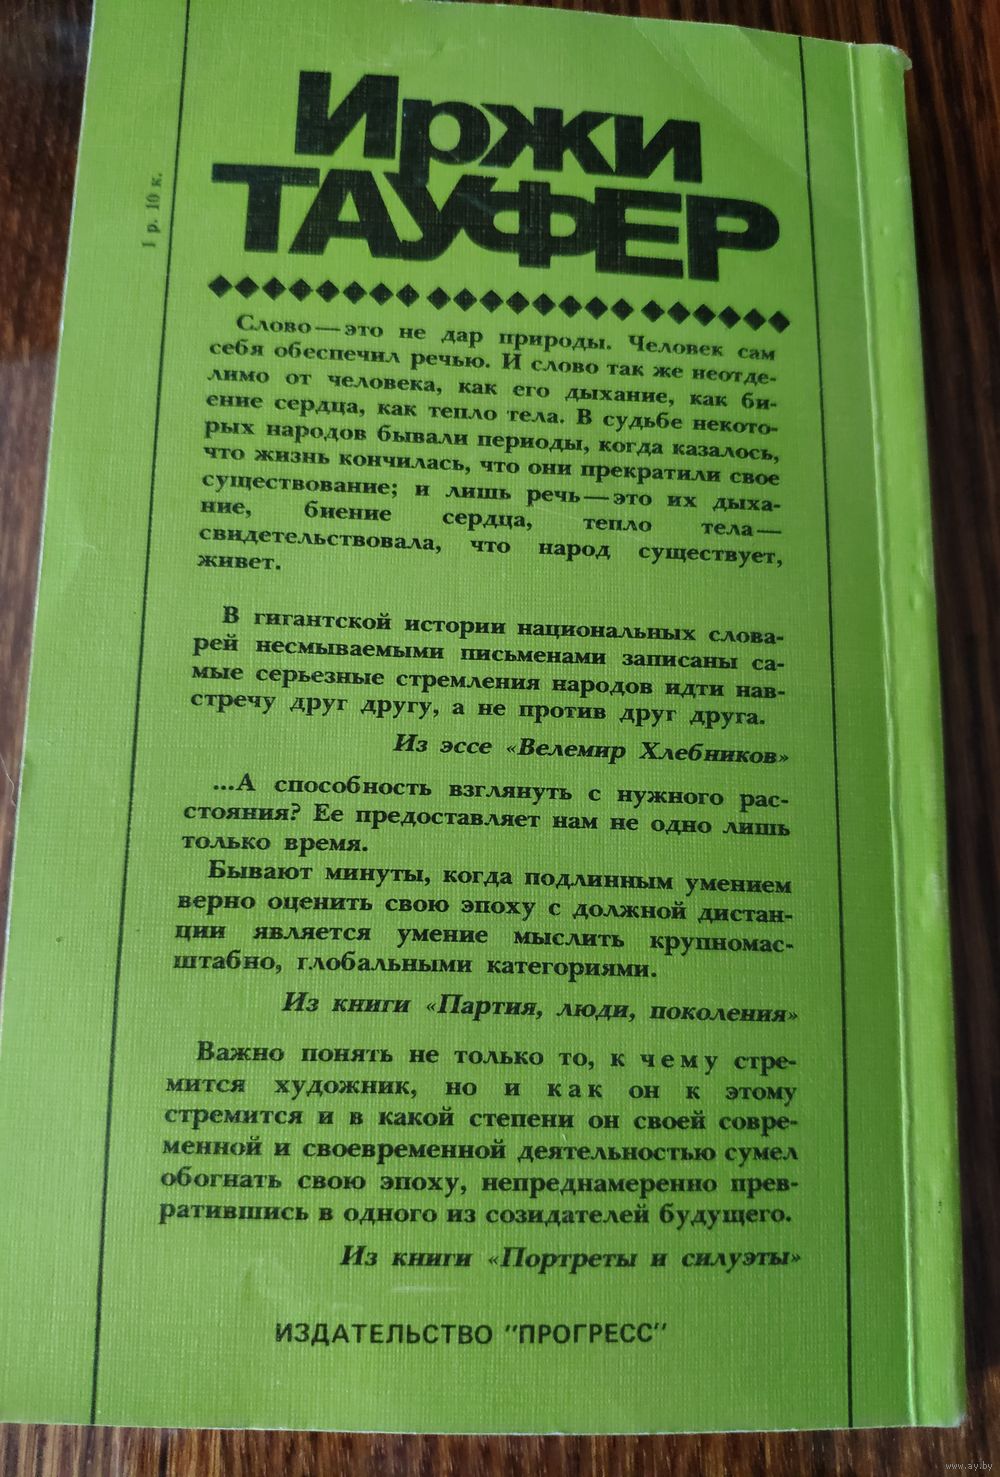 Иржи
ТАУФЕР
1 р. 10 к.
Слово—это не дар природы. Человек сам
себя обеспечил речью. И слово так же неотде-
лимо от человека, как его дыхание, как би-
ение сердца, как тепло тела. В судьбе некото-
рых народов бывали периоды, когда казалось,
что жизнь кончилась, что они прекратили свое
существование; и лишь речь—это их дыха-
ние, биение сердца, тепло тела—
свидетельствовала, что народ существует,
живет.
В гигантской истории национальных слова-
рей несмываемыми письменами записаны са-
мые серьезные стремления народов идти нав-
стречу друг другу, а не против друг друга.
Из эссе «Велемир Хлебников»
...А способность взглянуть с нужного рас-
стояния? Ее предоставляет нам не одно лишь
только время.
Бывают минуты, когда подлинным умением
верно оценить свою эпоху с должной дистан-
ции является умение мыслить крупномас-
штабно, глобальными категориями.
Из книги «Партия, люди, поколения»
Важно понять не только то, к чему стре-
мится художник, но и как он к этому
стремится и в какой степени он своей совре-
менной и своевременной деятельностью сумел
обогнать свою эпоху, непреднамеренно прев-
ратившись в одного из созидателей будущего.
Из книги «Портреты и силуэты»
ИЗДАТЕЛЬСТВО "ПРОГРЕСС"
www.ay.by